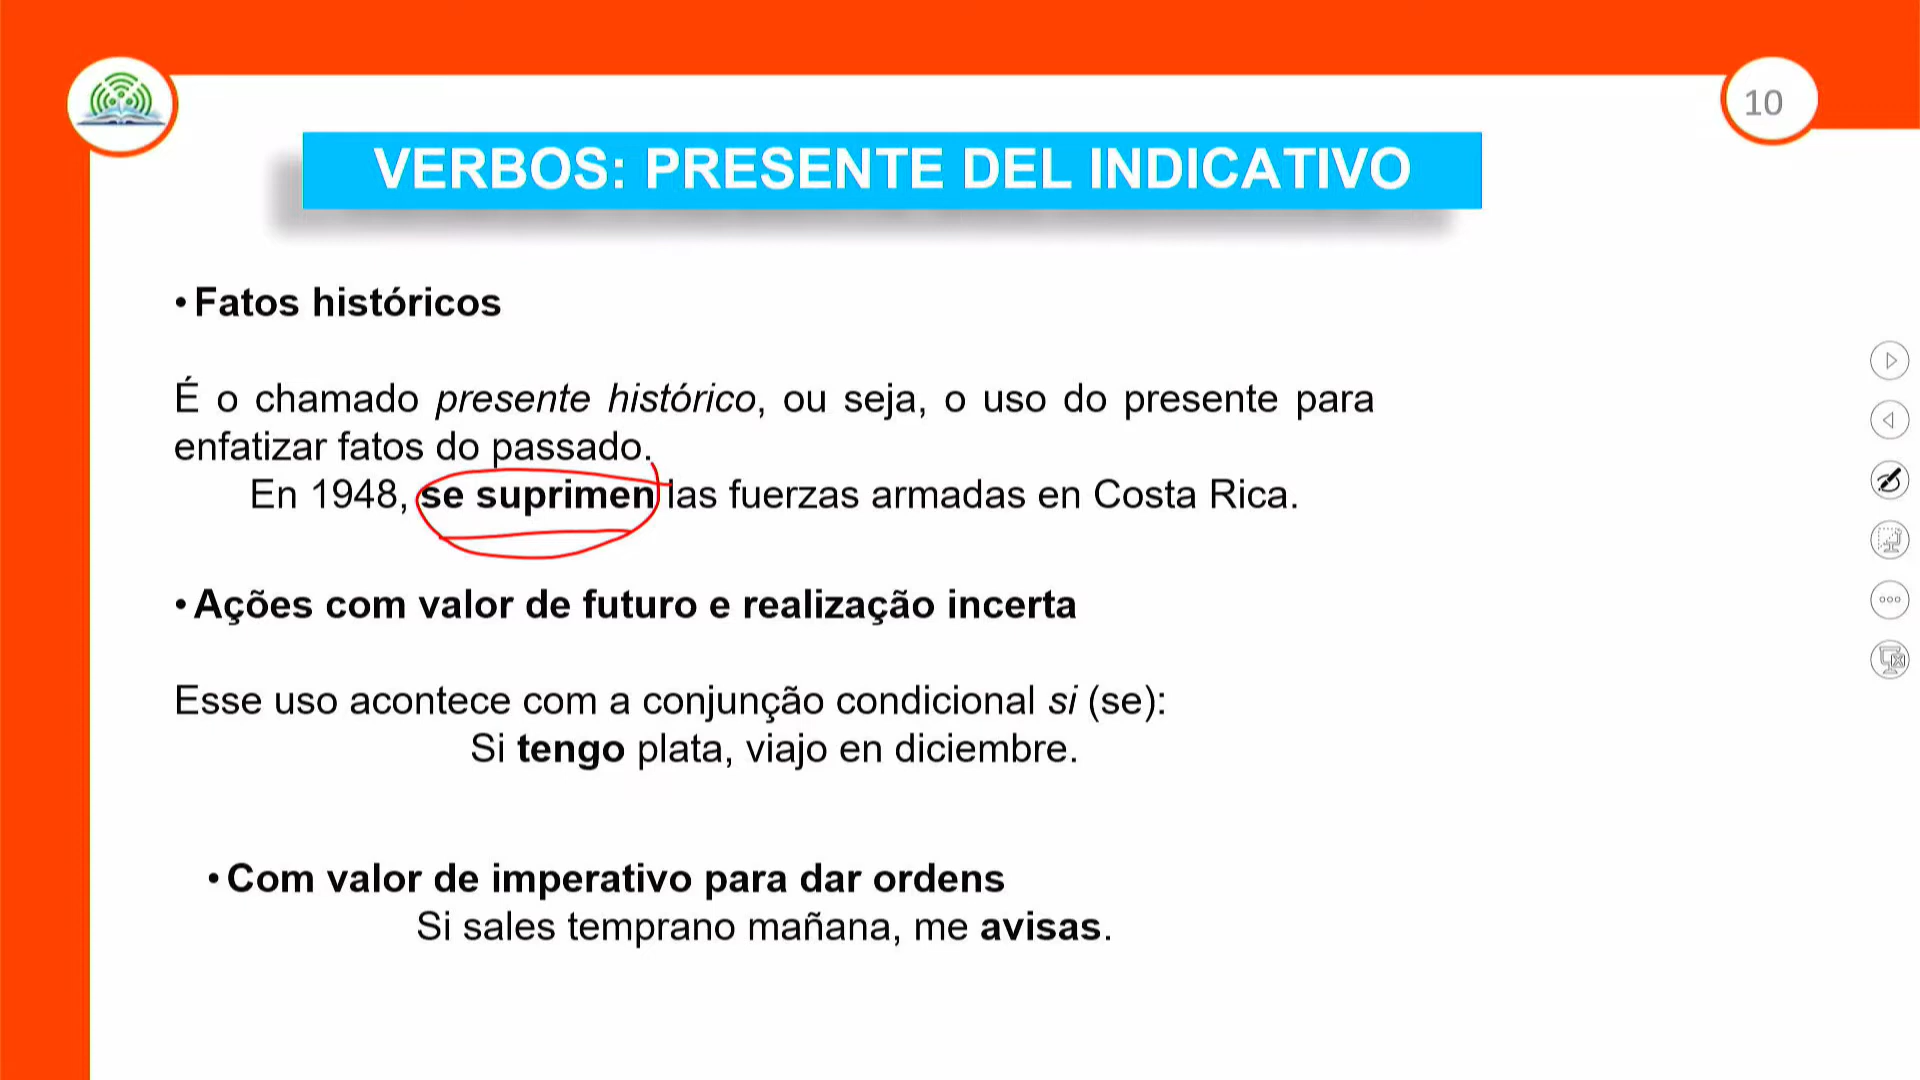 10
VERBOS: PRESENTE DEL INDICATIVO
• Fatos históricos
É o chamado presente histórico, ou seja, o uso do presente para
enfatizar fatos do passado.
En 1948, se suprimen las fuerzas armadas en Costa Rica.
• Ações com valor de futuro e realização incerta
Esse uso acontece com a conjunção condicional si (se):
Si tengo plata, viajo en diciembre.
• Com valor de imperativo para dar ordens
Si sales temprano mañana, me avisas.